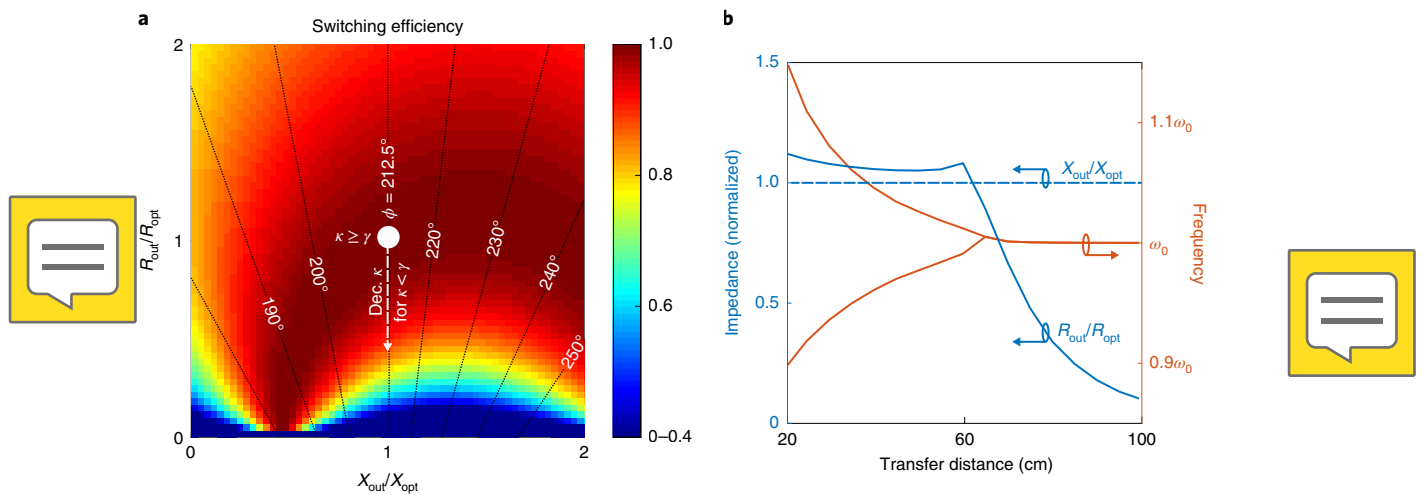 a
Switching efficiency
2
1
0
R_out/R_opt
0
1
2
X_out/X_opt
190°
200°
κ ≥ γ
ϕ = 212.5°
Dec. κ
for κ < γ
220°
230°
240°
250°
1.0
0.8
0.6
0–0.4
b
1.5
1.0
0.5
0
Impedance (normalized)
X_out/X_opt
R_out/R_opt
1.1ω_0
ω_0
0.9ω_0
Frequency
20
60
100
Transfer distance (cm)